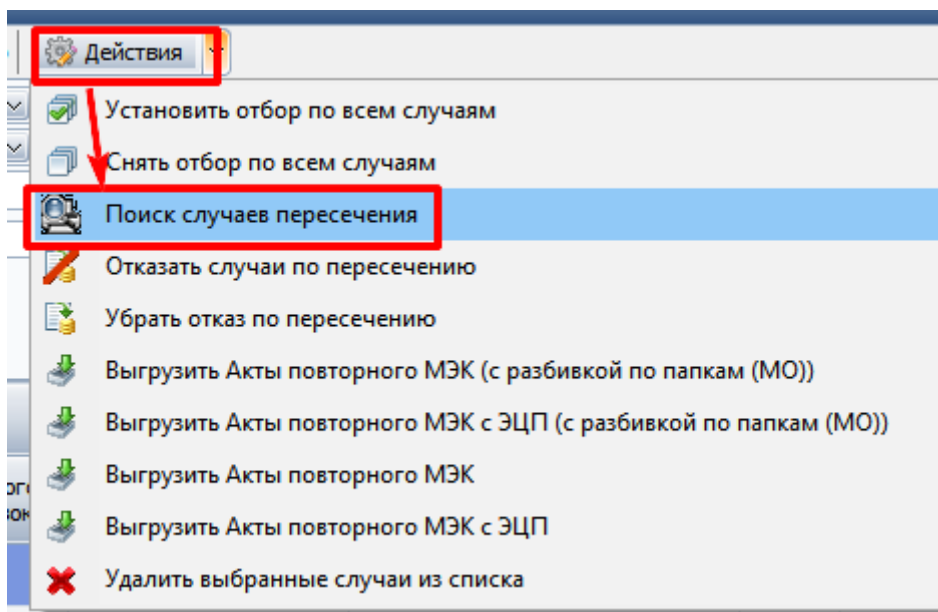 Действия
Установить отбор по всем случаям
Снять отбор по всем случаям
Поиск случаев пересечения
Отказать случаи по пересечению
Убрать отказ по пересечению
Выгрузить Акты повторного МЭК (с разбивкой по папкам (МО))
Выгрузить Акты повторного МЭК с ЭЦП (с разбивкой по папкам (МО))
Выгрузить Акты повторного МЭК
Выгрузить Акты повторного МЭК с ЭЦП
Удалить выбранные случаи из списка